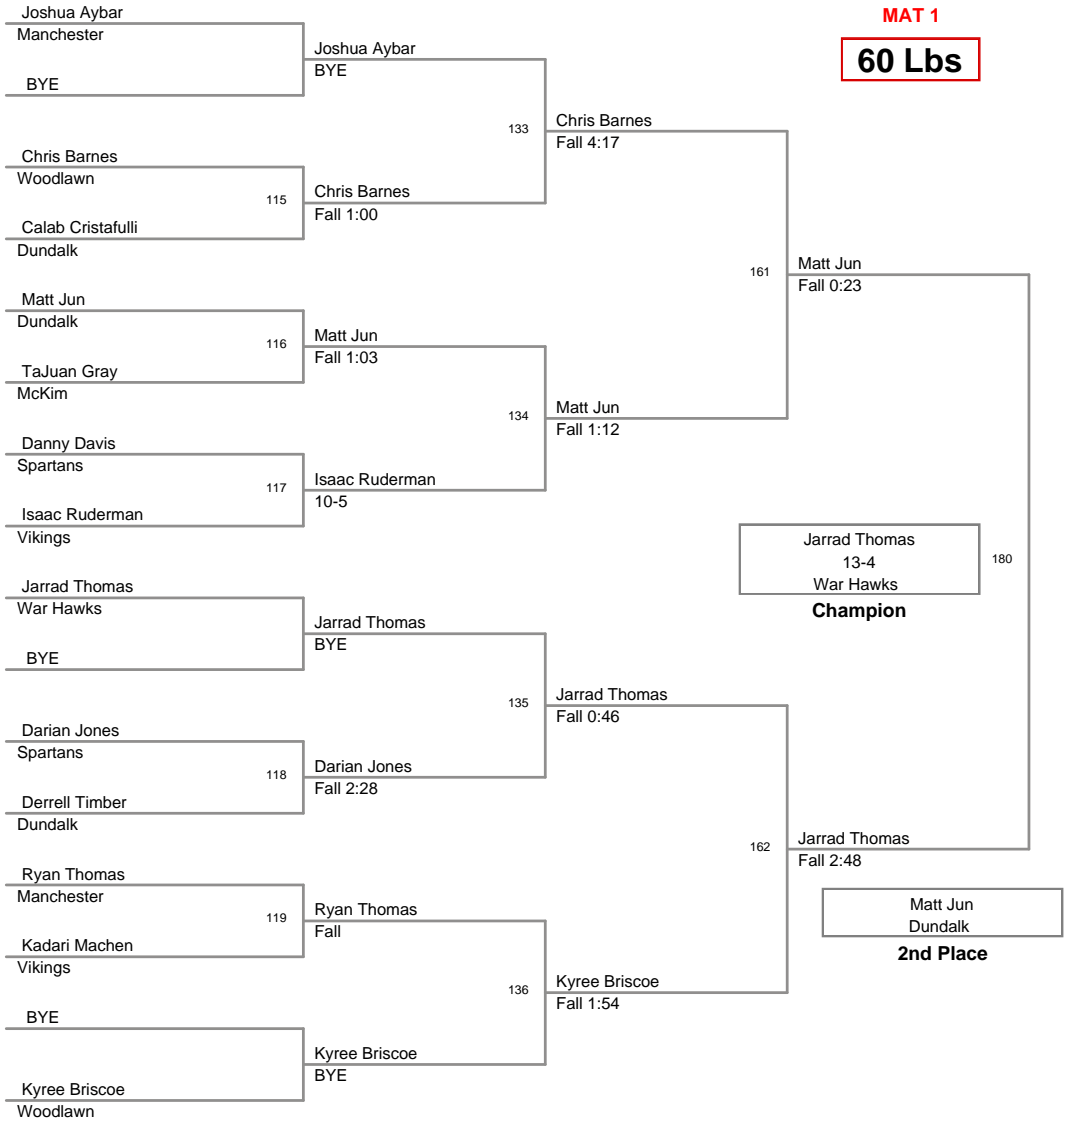 Joshua Aybar
MAT 1
Manchester
Joshua Aybar
60 Lbs
BYE
BYE
Chris Barnes
133
Fall 4:17
Chris Barnes
Woodlawn
Chris Barnes
115
Fall 1:00
Calab Cristafulli
Dundalk
Matt Jun
161
Fall 0:23
Matt Jun
Dundalk
Matt Jun
116
Fall 1:03
TaJuan Gray
McKim
Matt Jun
134
Fall 1:12
Danny Davis
Spartans
Isaac Ruderman
117
10-5
Isaac Ruderman
Vikings
Jarrad Thomas
13-4
180
War Hawks
Champion
Jarrad Thomas
War Hawks
Jarrad Thomas
BYE
BYE
Jarrad Thomas
135
Fall 0:46
Darian Jones
Spartans
Darian Jones
118
Fall 2:28
Derrell Timber
Dundalk
Jarrad Thomas
162
Fall 2:48
Ryan Thomas
Manchester
Ryan Thomas
119
Fall
Kadari Machen
Vikings
Matt Jun
Dundalk
2nd Place
Kyree Briscoe
136
Fall 1:54
BYE
Kyree Briscoe
BYE
Kyree Briscoe
Woodlawn